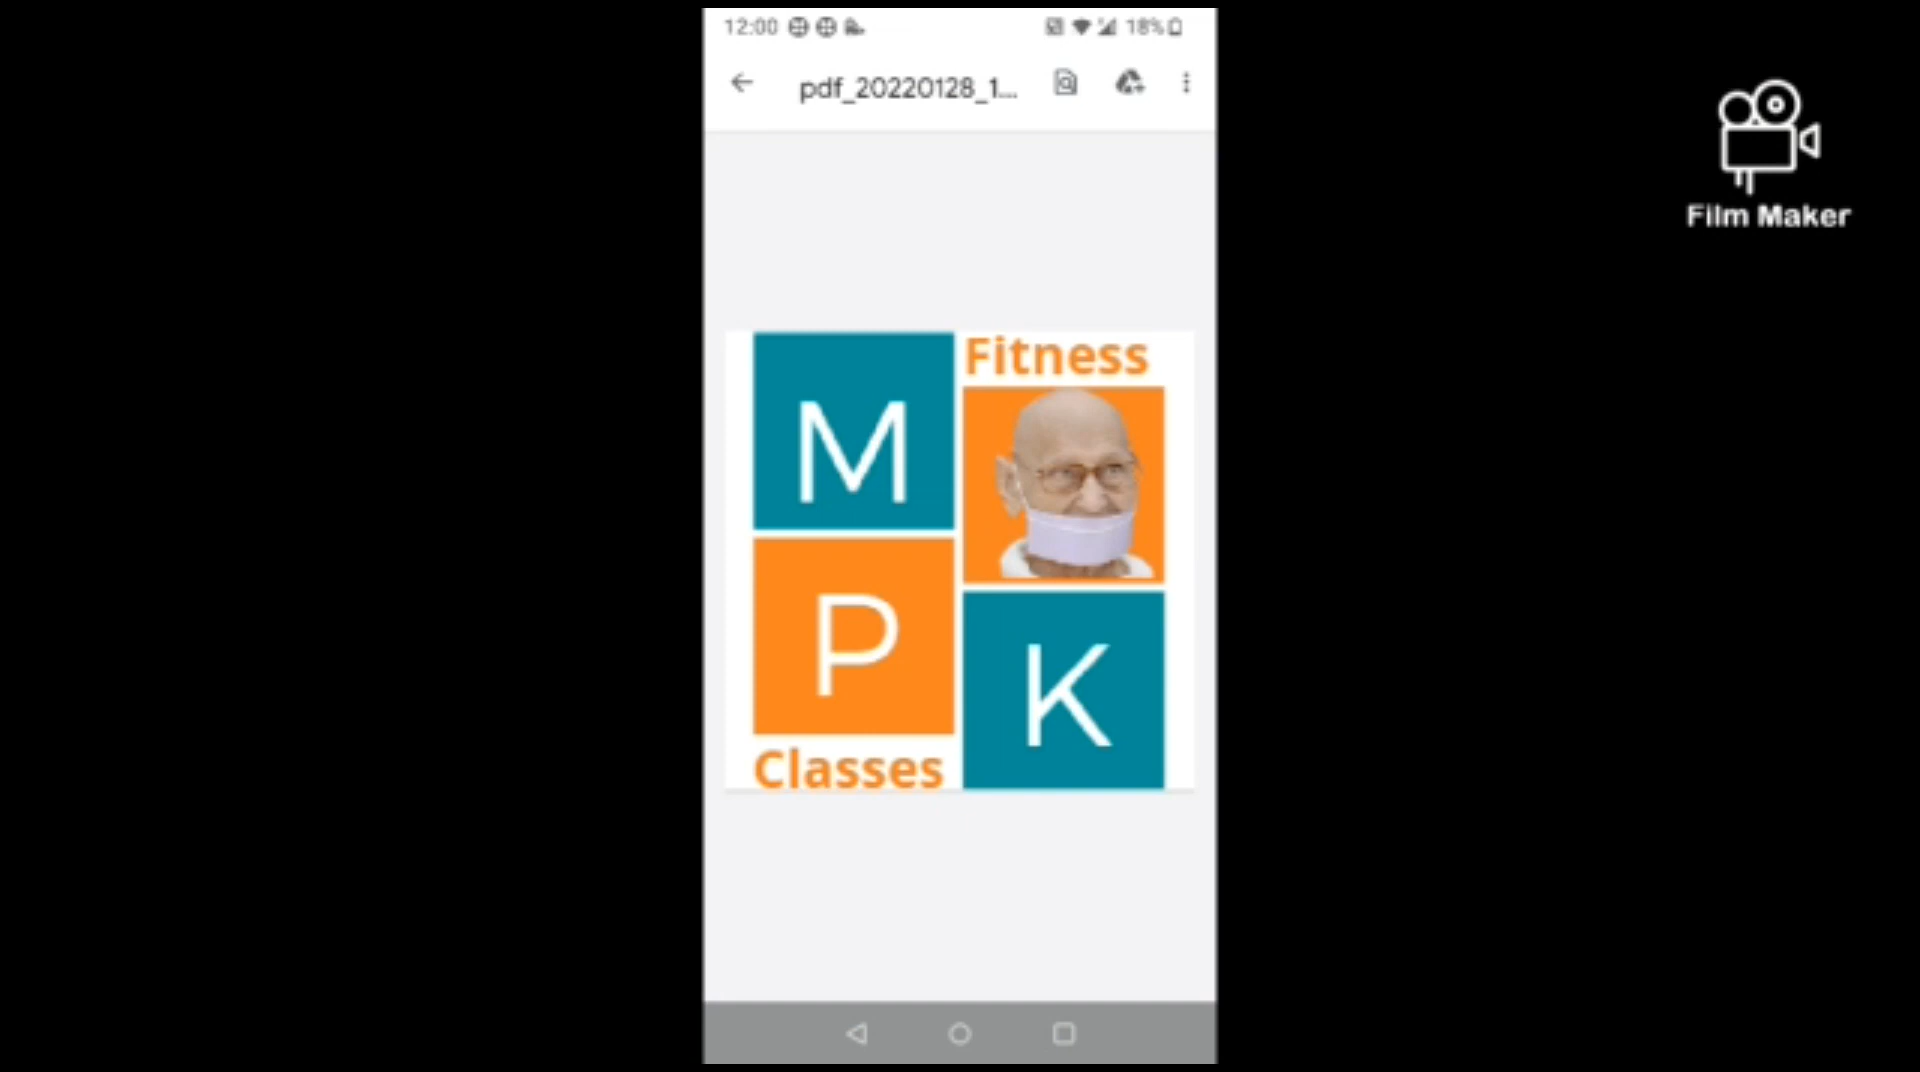 12:00
18%
pdf_20220128_1...
Film Maker
Fitness
M
P
K
Classes